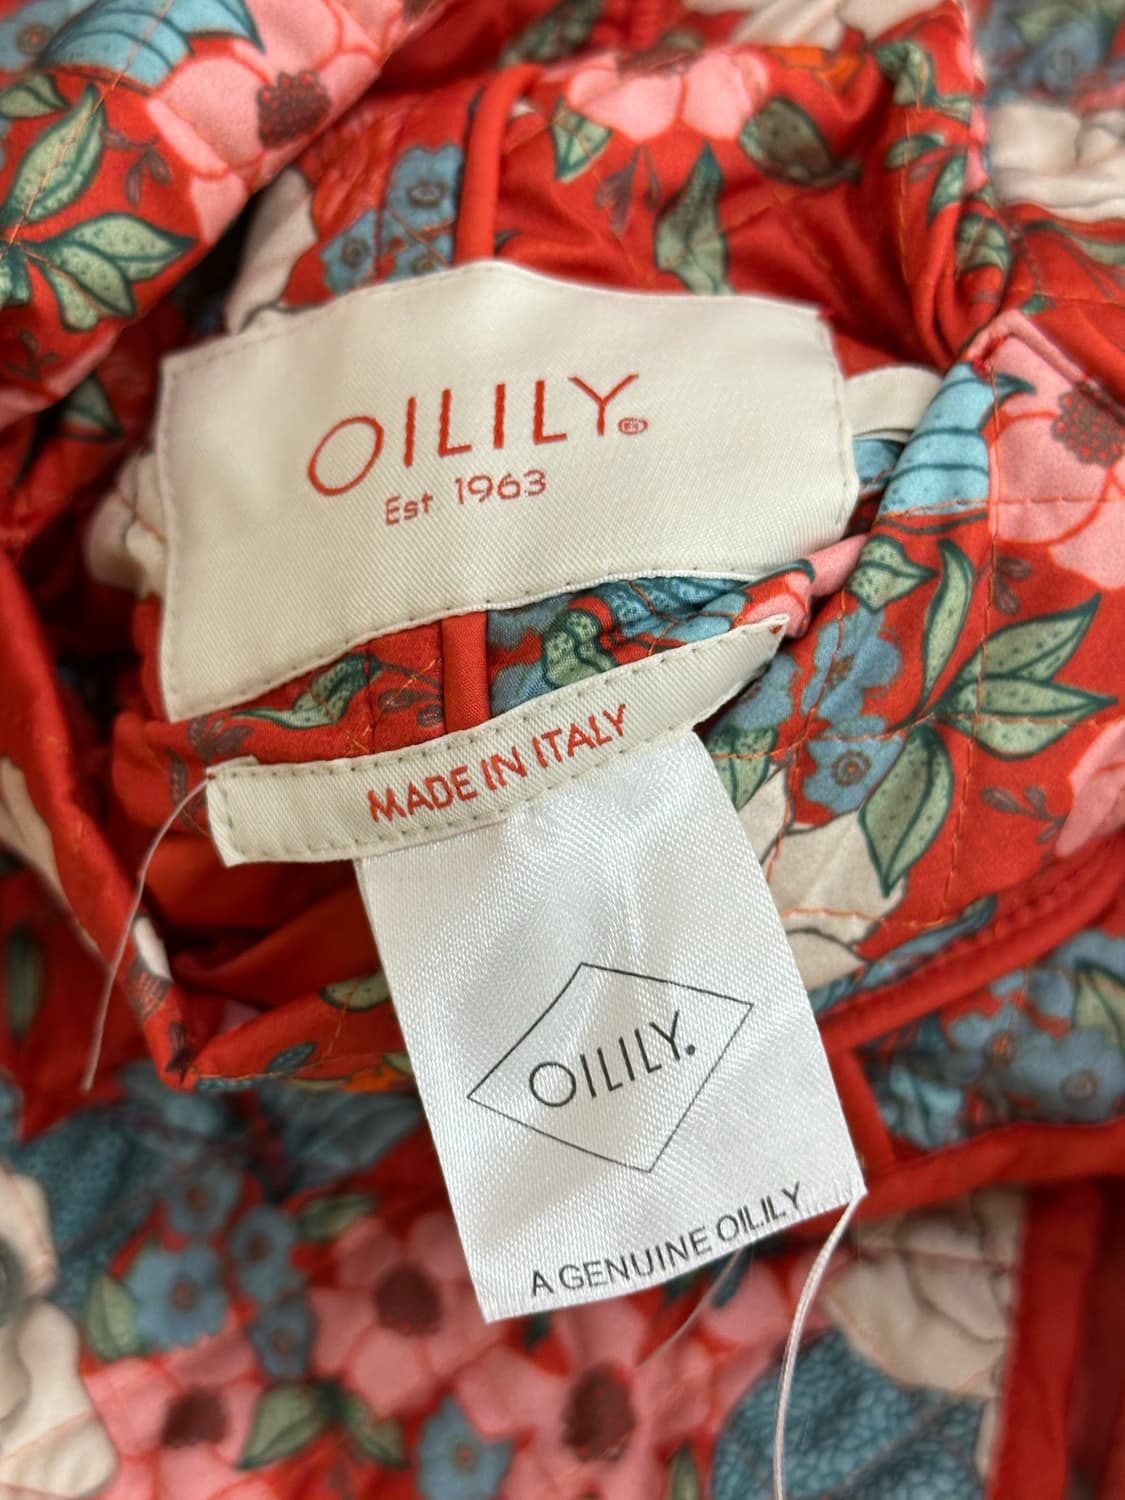 OILILY
Est 1963
MADE IN ITALY
OILILY.
A GENUINE OILILY